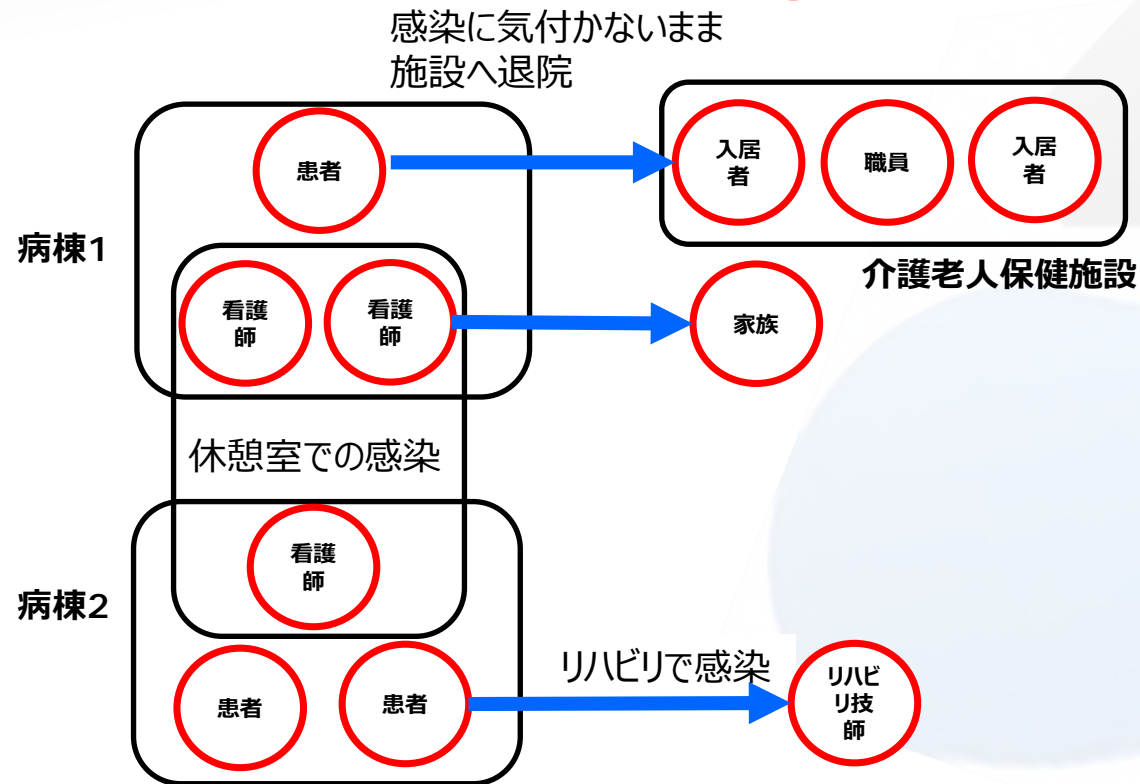 感染に気付かないまま
施設へ退院
患者
入居
者
職員
入居
者
病棟1
介護老人保健施設
看護
師
看護
師
家族
休憩室での感染
看護
師
病棟2
リハビリで感染
患者
患者
リハビ
リ技
師